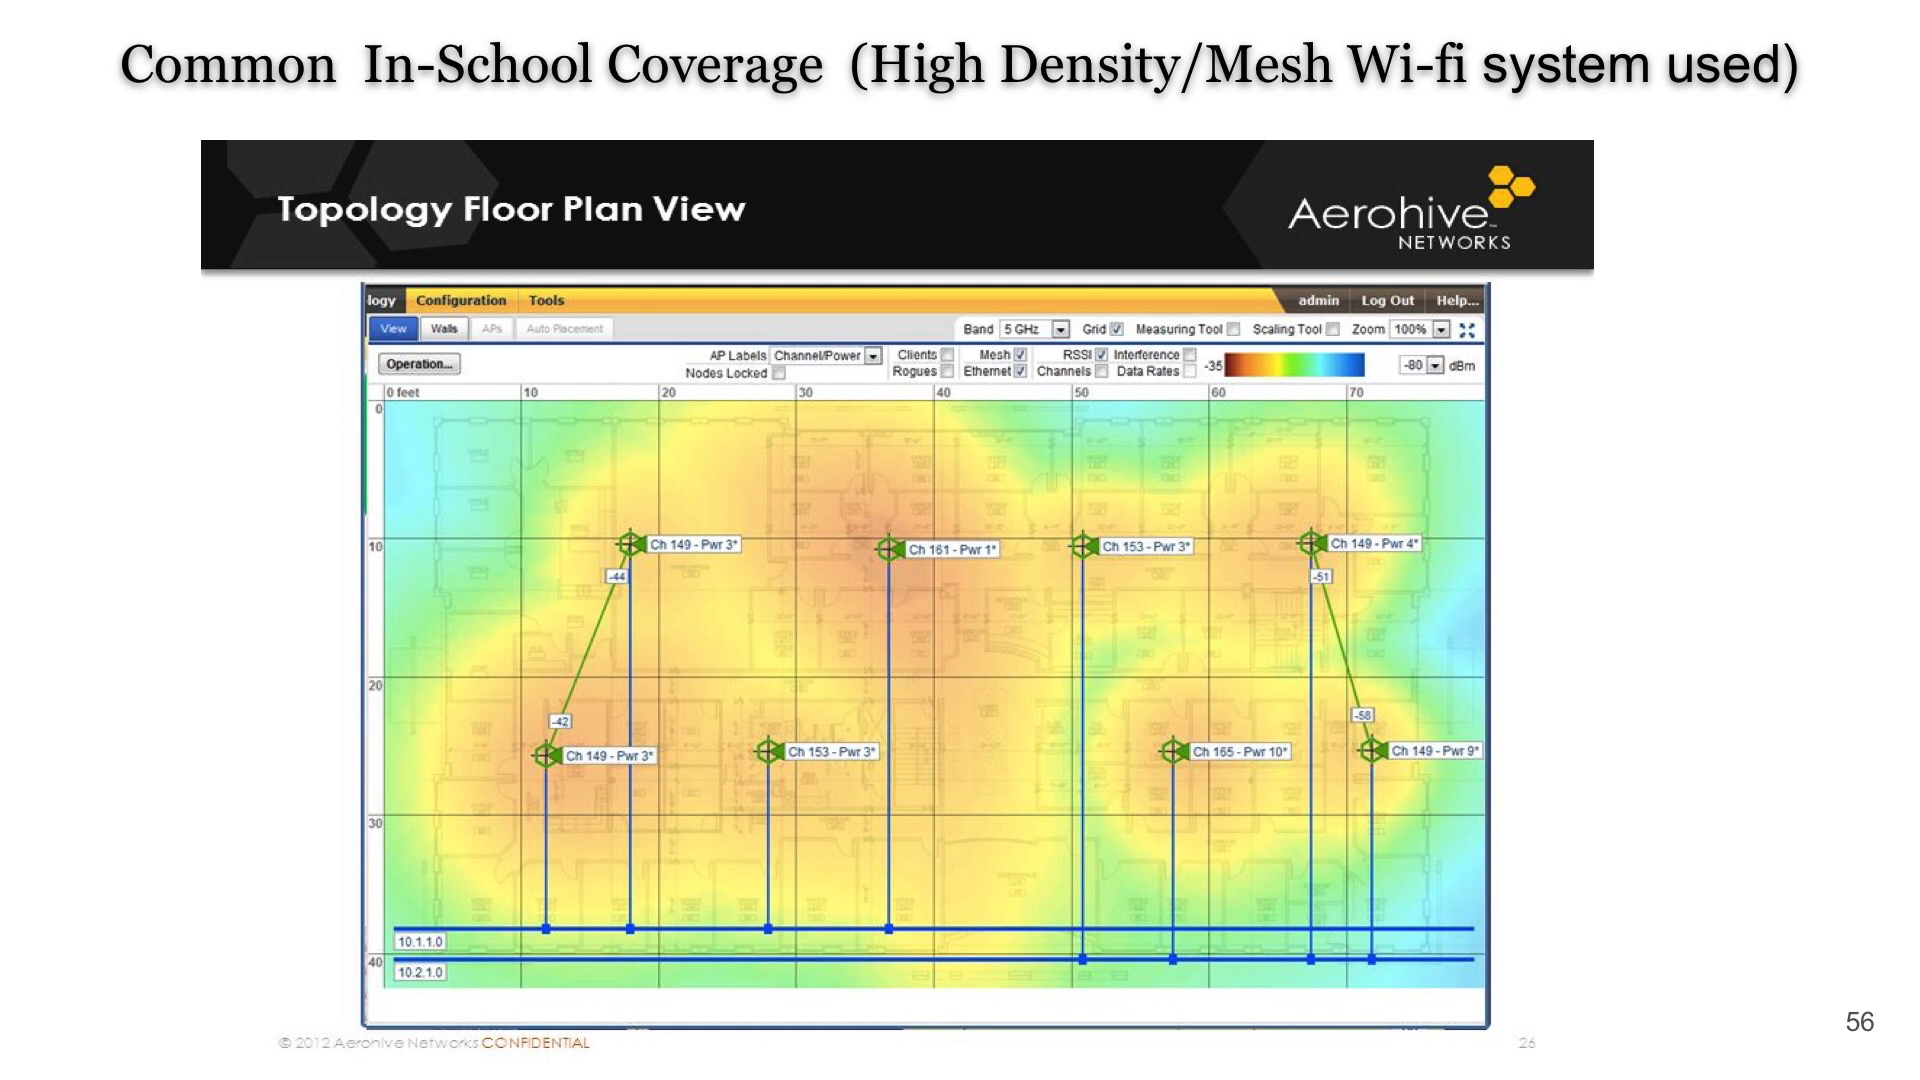 Common In-School Coverage (High Density/Mesh Wi-fi system used)
Topology Floor Plan View
Aerohive
NETWORKS
logy Configuration Tools admin Log Out Help...
View Walls APs Auto Placement Band 5 GHz Grid Measuring Tool Scaling Tool Zoom 100%
Operation... AP Labels Channel/Power Clients Mesh RSSI Interference -35 -80 dBm
Nodes Locked Rogues Ethernet Channels Data Rates
0 feet 10 20 30 40 50 60 70
0
10
Ch 149 - Pwr 3*
Ch 161 - Pwr 1*
Ch 153 - Pwr 3*
Ch 149 - Pwr 4*
-44
-51
20
-42
-58
Ch 149 - Pwr 3*
Ch 153 - Pwr 3*
Ch 165 - Pwr 10*
Ch 149 - Pwr 9*
30
10.1.1.0
40
10.2.1.0
© 2012 Aerohive Networks CONFIDENTIAL
26
56